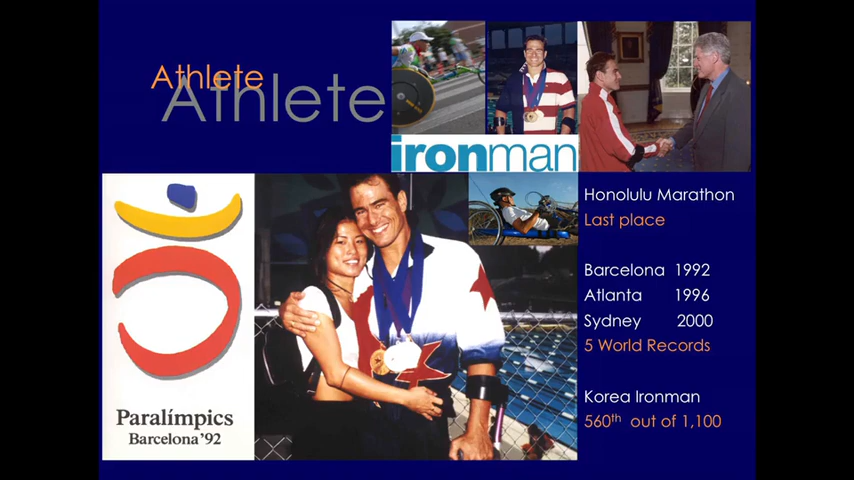 Athlete
Athlete
ironman
Honolulu Marathon
Last place
Barcelona 1992
Atlanta 1996
Sydney 2000
5 World Records
Korea Ironman
560th out of 1,100
Paralímpics
Barcelona'92